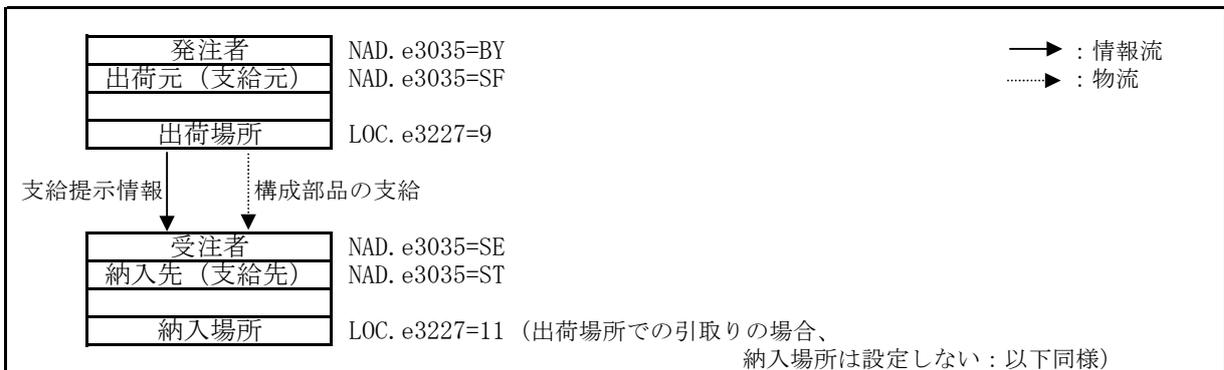 発注者 NAD.e3035=BY → :情報流
出荷元（支給元） NAD.e3035=SF ┈▶ :物流
出荷場所 LOC.e3227=9
支給提示情報 構成部品の支給
受注者 NAD.e3035=SE
納入先（支給先） NAD.e3035=ST
納入場所 LOC.e3227=11（出荷場所での引取りの場合、
納入場所は設定しない：以下同様）